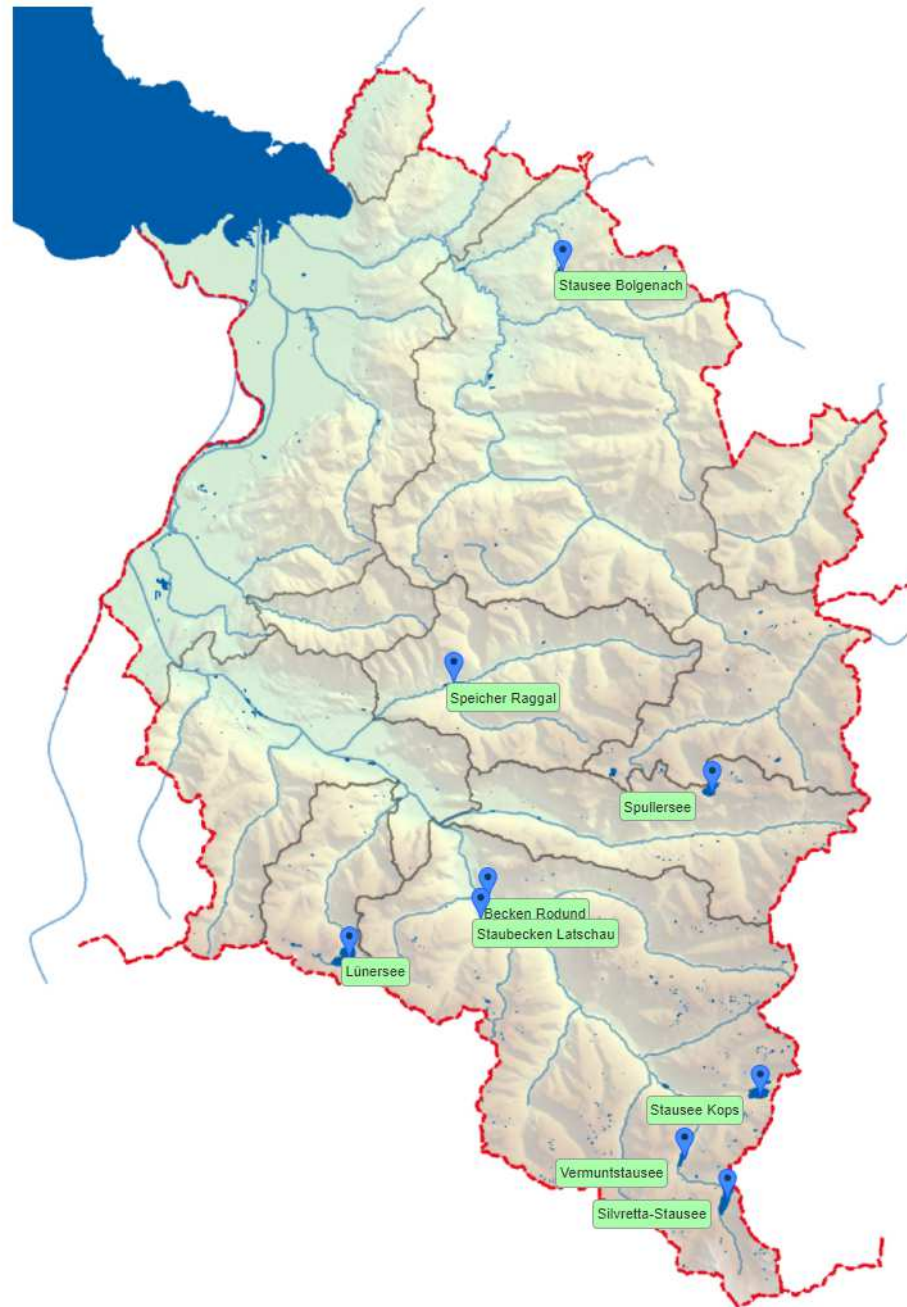 Stausee Bolgenach
Speicher Raggal
Spullersee
Becken Rodund
Staubecken Latschau
Lünersee
Stausee Kops
Vermuntstausee
Silvretta-Stausee